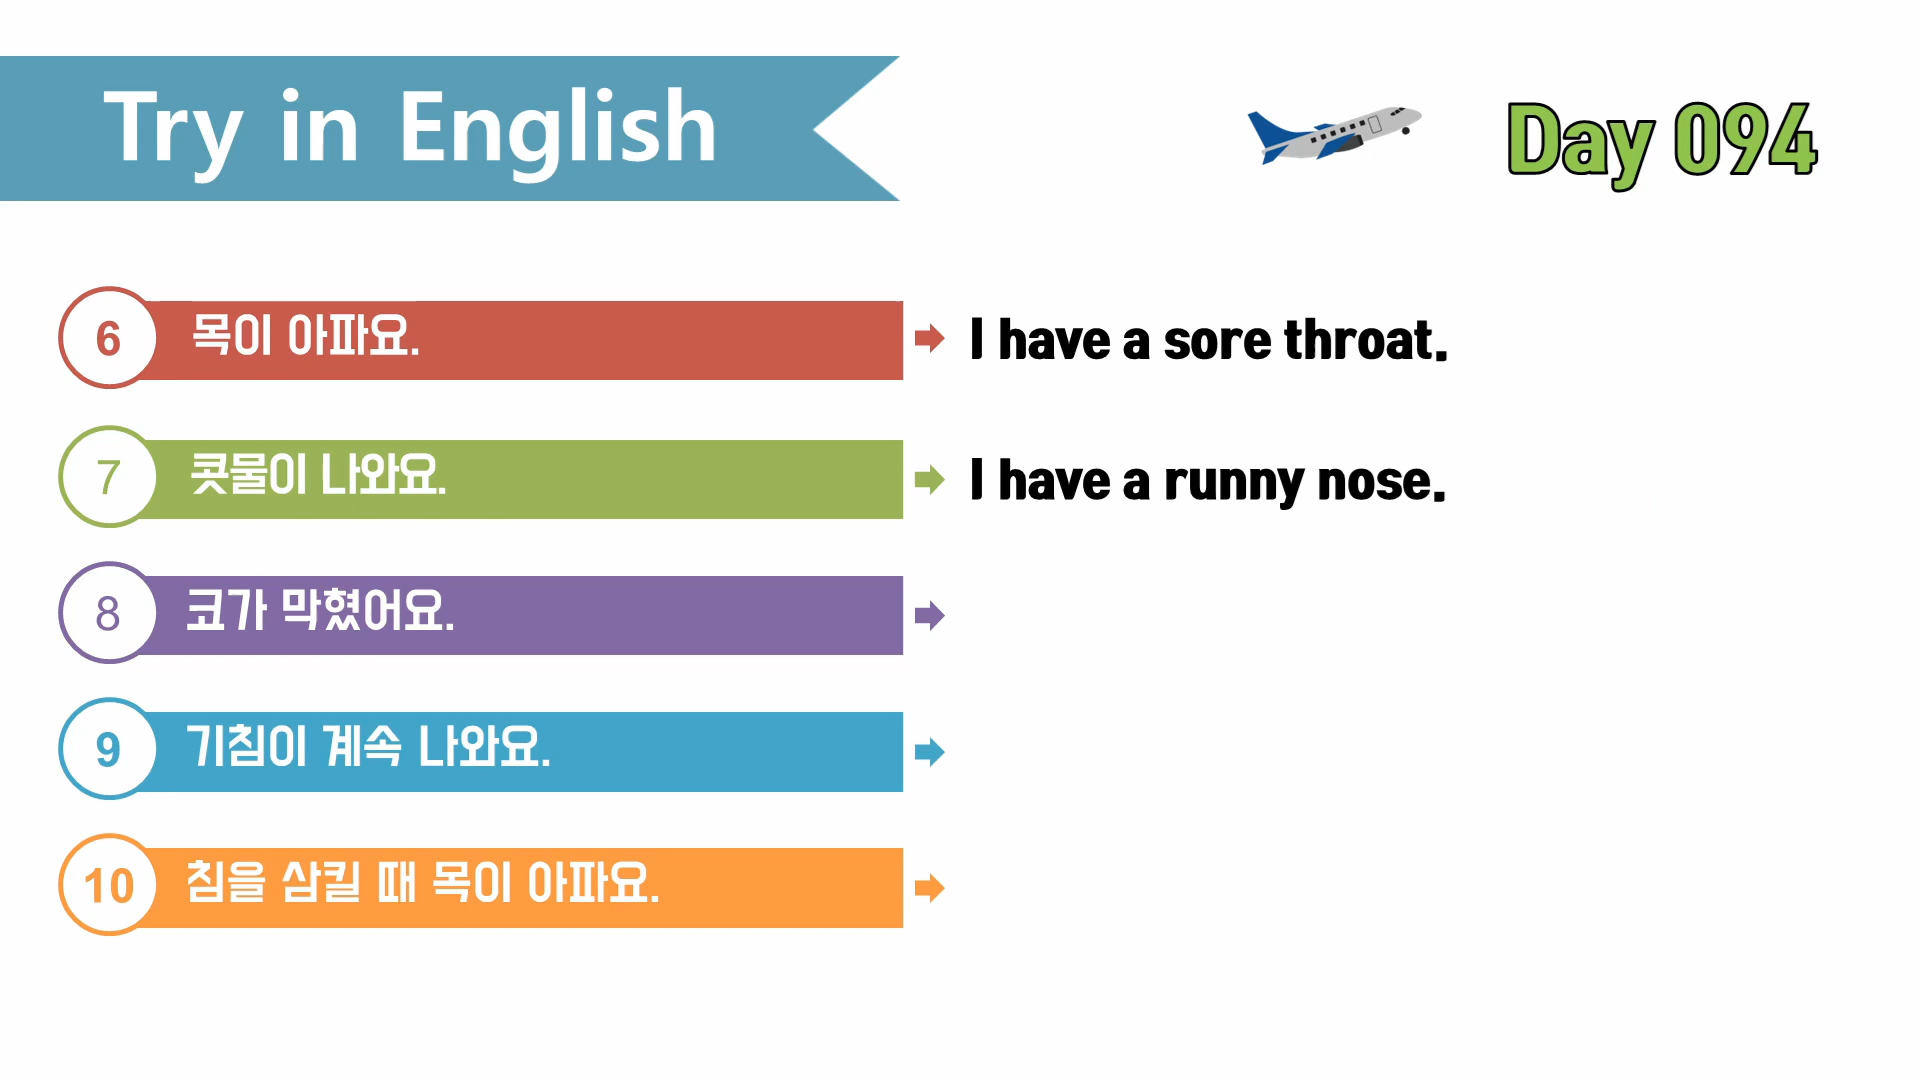 Try in English
Day 094
6 목이 아파요. I have a sore throat.
7 콧물이 나와요. I have a runny nose.
8 코가 막혔어요.
9 기침이 계속 나와요.
10 침을 삼킬 때 목이 아파요.